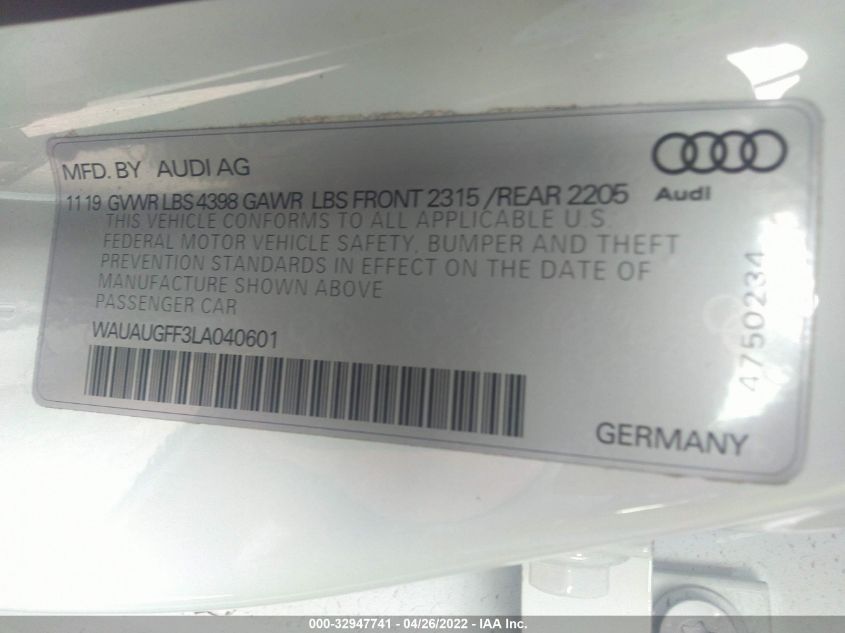 MFD. BY AUDI AG
Audi
11 19 GVWR LBS 4398 GAWR LBS FRONT 2315 /REAR 2205
THIS VEHICLE CONFORMS TO ALL APPLICABLE U.S.
FEDERAL MOTOR VEHICLE SAFETY, BUMPER AND THEFT
PREVENTION STANDARDS IN EFFECT ON THE DATE OF
MANUFACTURE SHOWN ABOVE
PASSENGER CAR
WAUAUGFF3LA040601
4750234
GERMANY
000-32947741 - 04/26/2022 - IAA Inc.